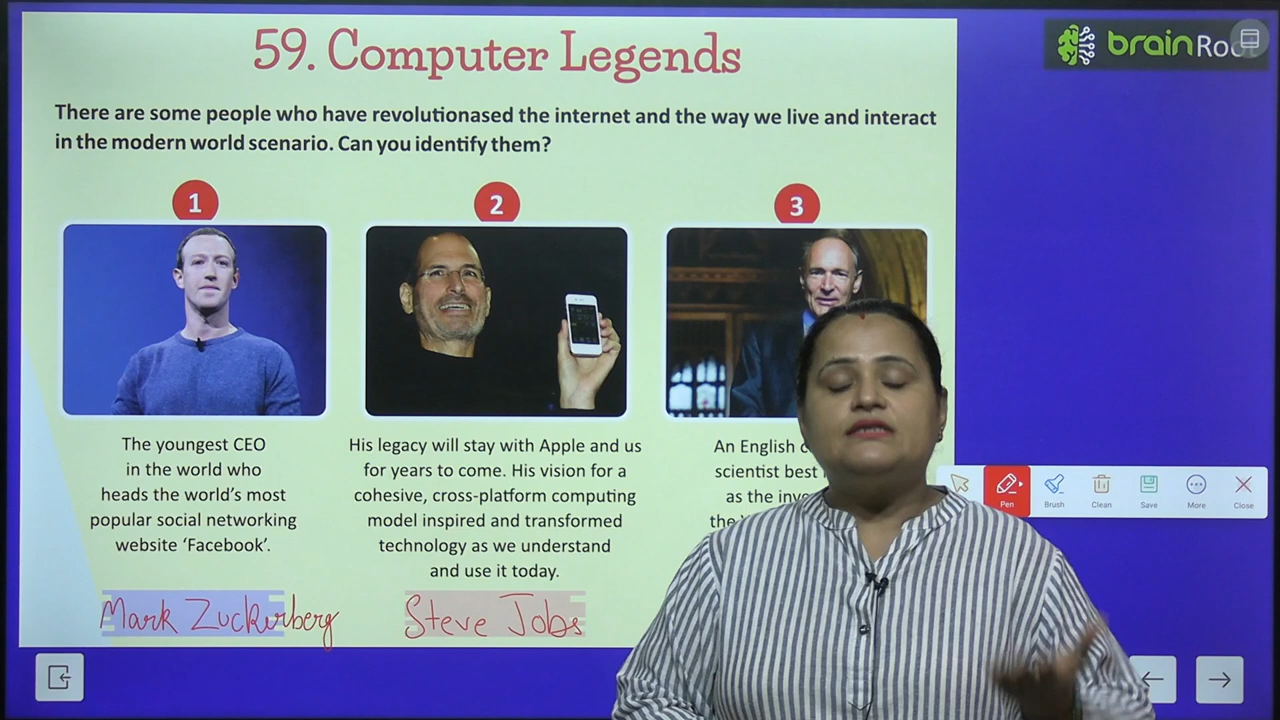 59. Computer Legends
brainRoo
There are some people who have revolutionased the internet and the way we live and interact
in the modern world scenario. Can you identify them?
1
2
3
The youngest CEO
in the world who
heads the world's most
popular social networking
website 'Facebook'.
Mark Zuckerberg
His legacy will stay with Apple and us
for years to come. His vision for a
cohesive, cross-platform computing
model inspired and transformed
technology as we understand
and use it today.
Steve Jobs
An English
scientist best
as the
Pen
Brush
Clean
Save
More
Close